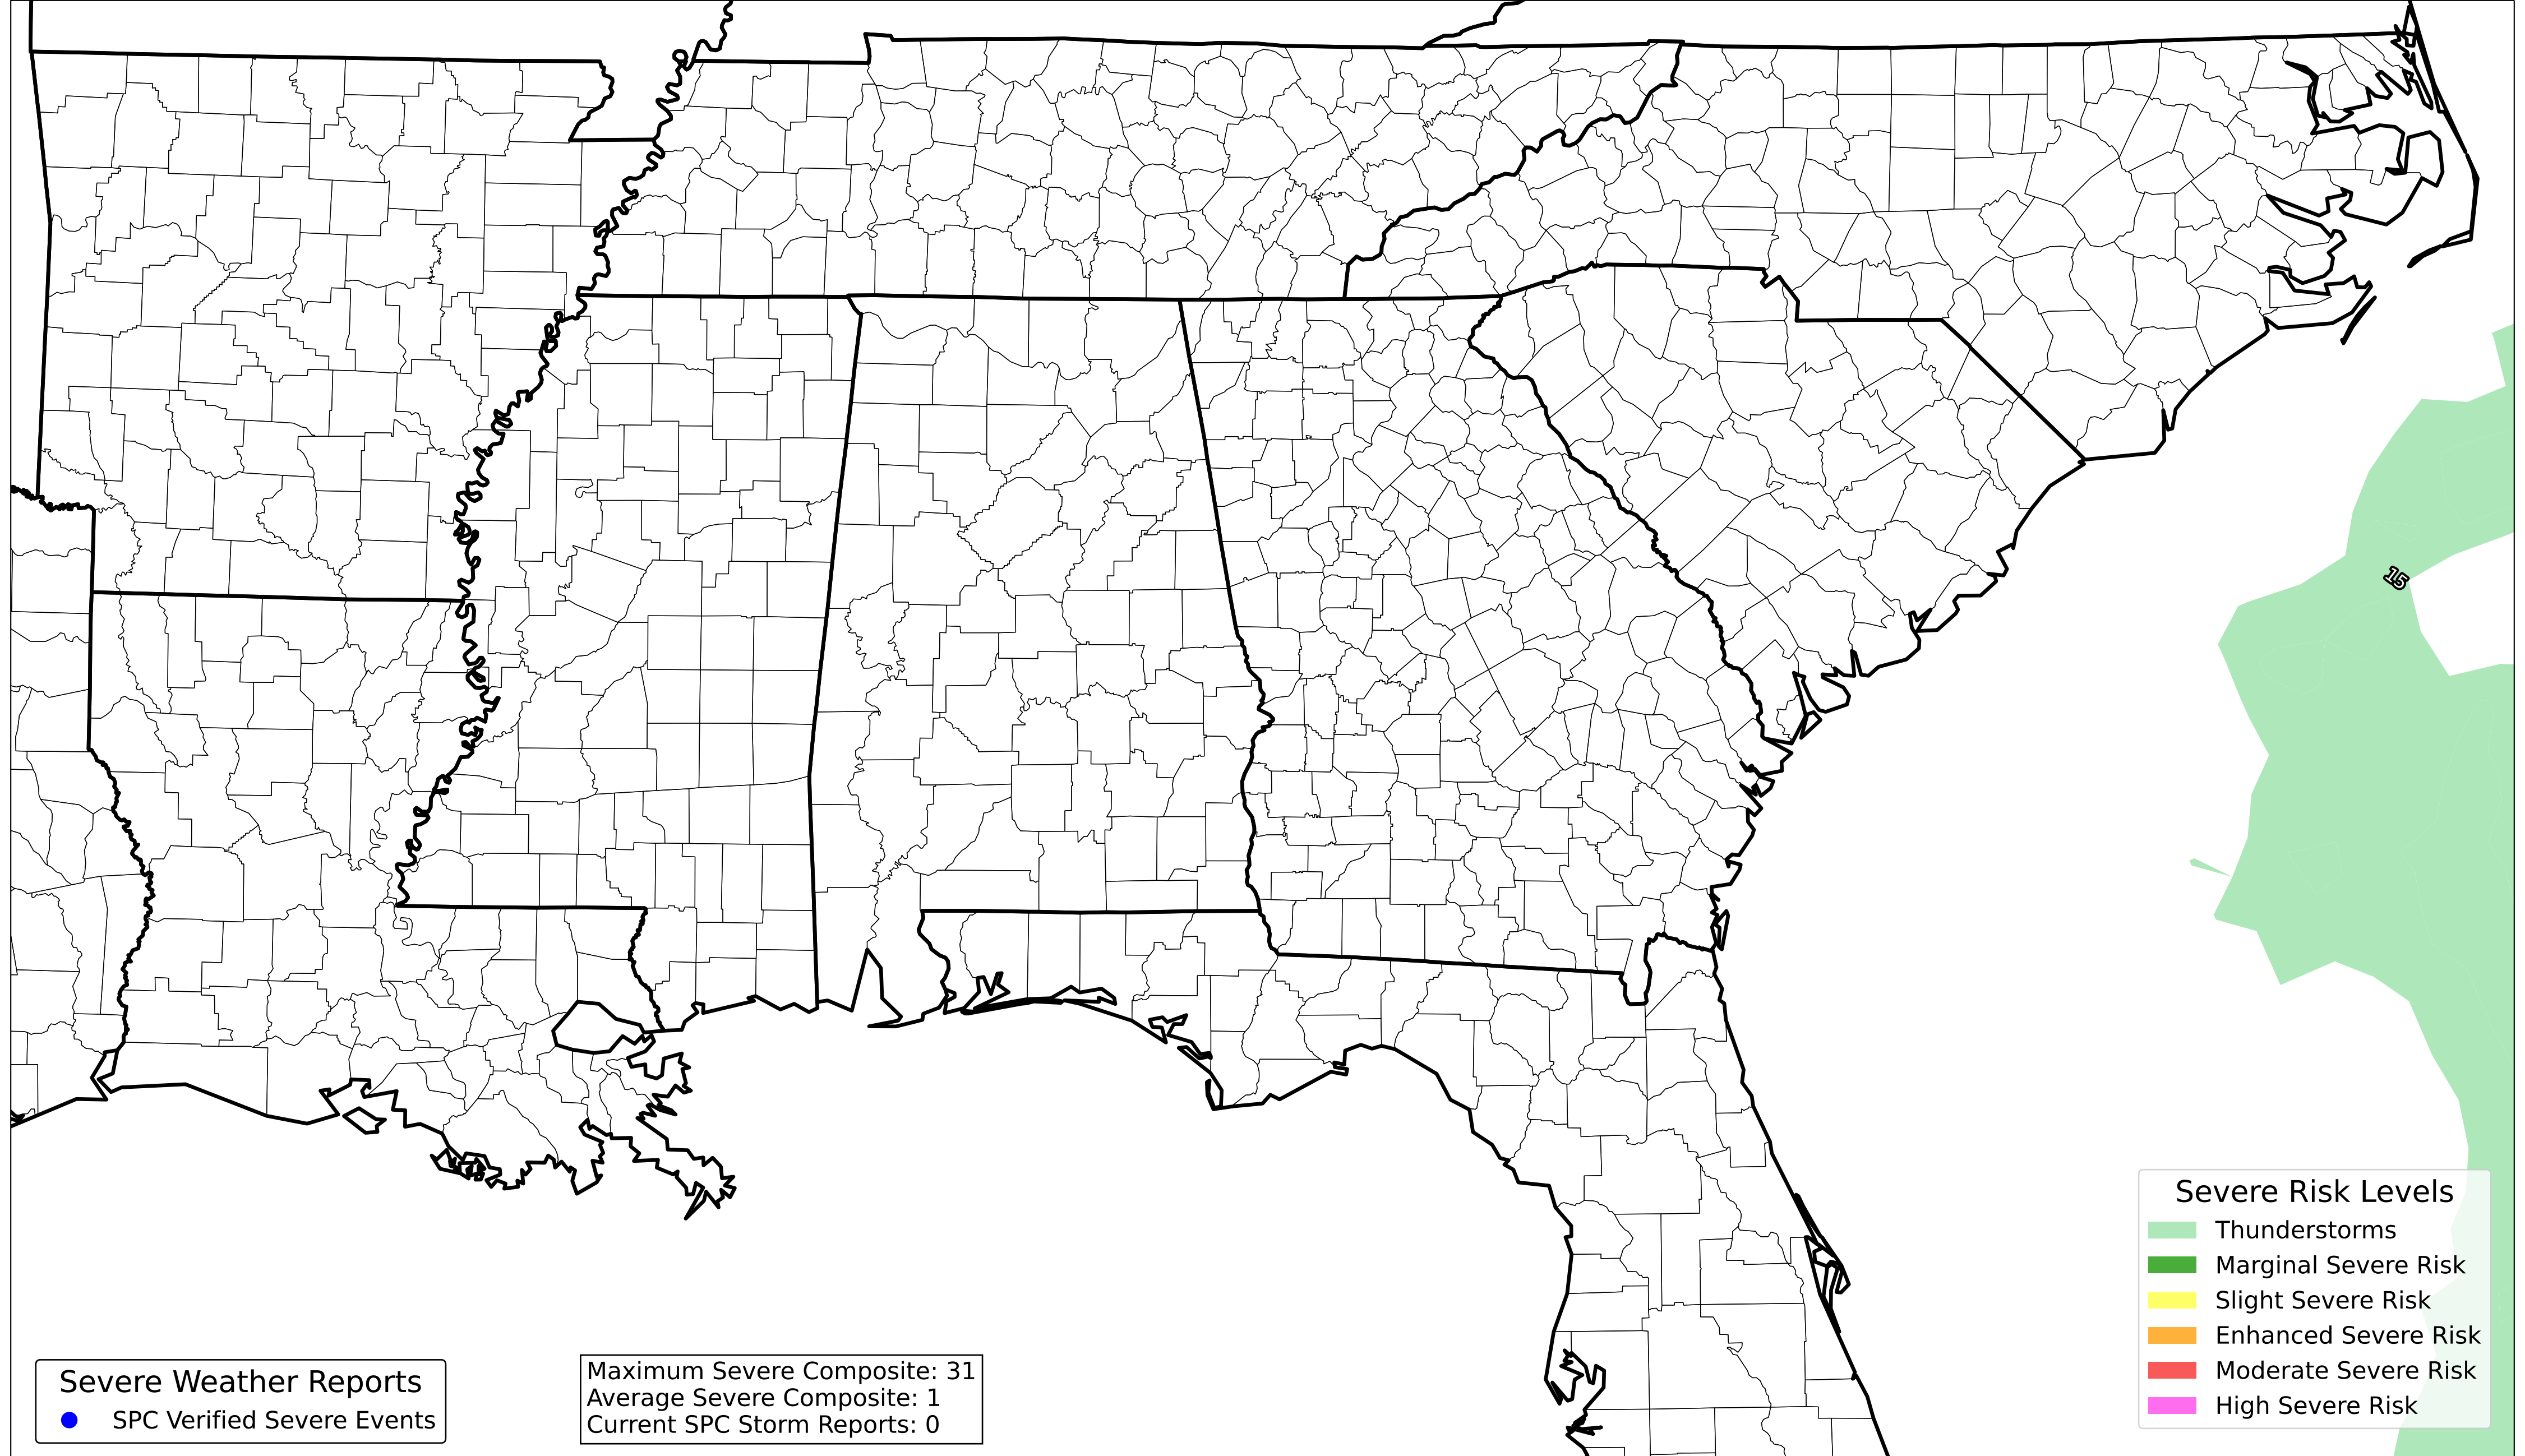 15
Severe Risk Levels
Thunderstorms
Marginal Severe Risk
Slight Severe Risk
Enhanced Severe Risk
Moderate Severe Risk
High Severe Risk
Severe Weather Reports
SPC Verified Severe Events
Maximum Severe Composite: 31
Average Severe Composite: 1
Current SPC Storm Reports: 0